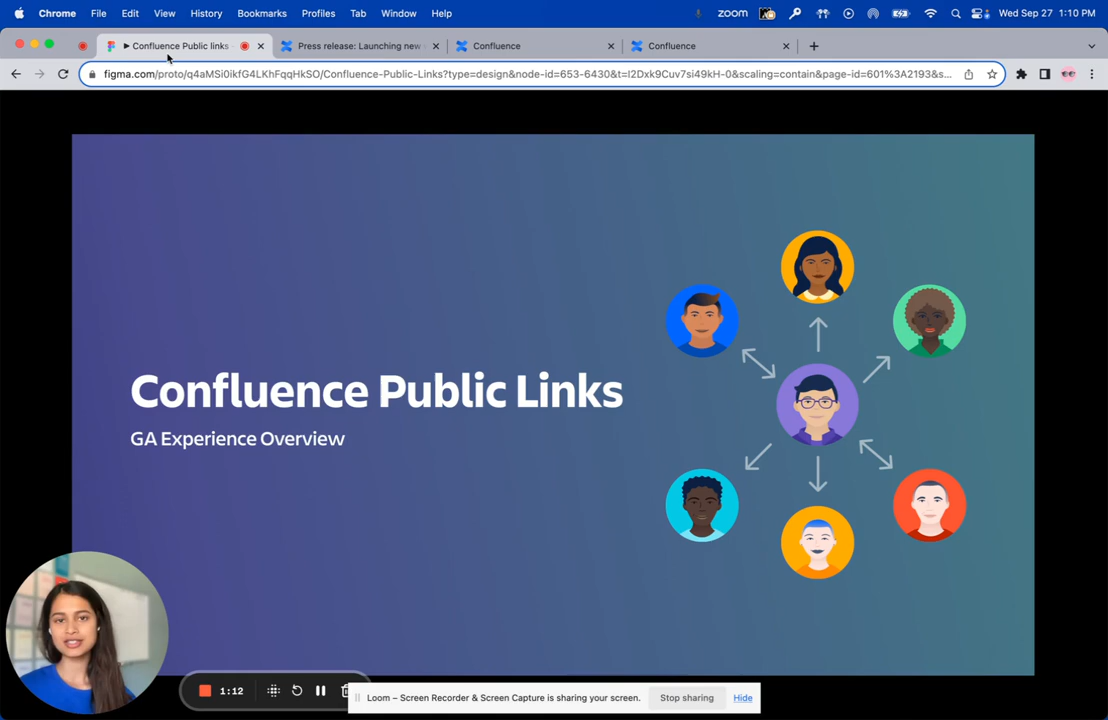 Chrome File Edit View History Bookmarks Profiles Tab Window Help zoom Wed Sep 27 1:10 PM
Confluence Public links - Press release: Launching new Confluence Confluence
figma.com/proto/q4aMSi0ikfG4LKhFqqHkSO/Confluence-Public-Links?type=design&node-id=653-6430&t=I2Dxk9Cuv7si49kH-0&scaling=contain&page-id=601%3A2193&s...
Confluence Public Links
GA Experience Overview
1:12
Loom – Screen Recorder & Screen Capture is sharing your screen. Stop sharing Hide